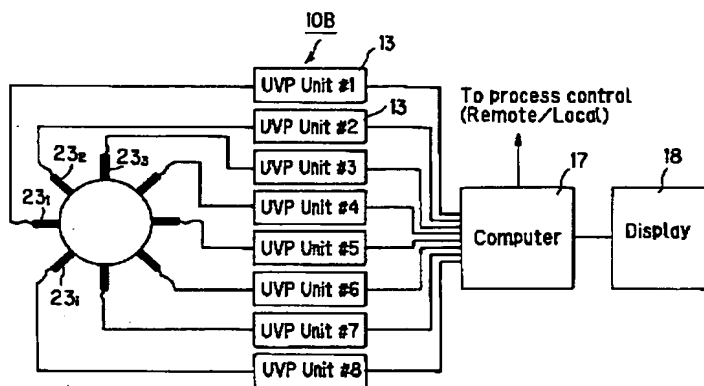 10B
13
UVP Unit #1
13
UVP Unit #2
UVP Unit #3
UVP Unit #4
UVP Unit #5
UVP Unit #6
UVP Unit #7
UVP Unit #8
23₁
23₂
23₃
23ᵢ
To process control
(Remote/Local)
17
Computer
18
Display